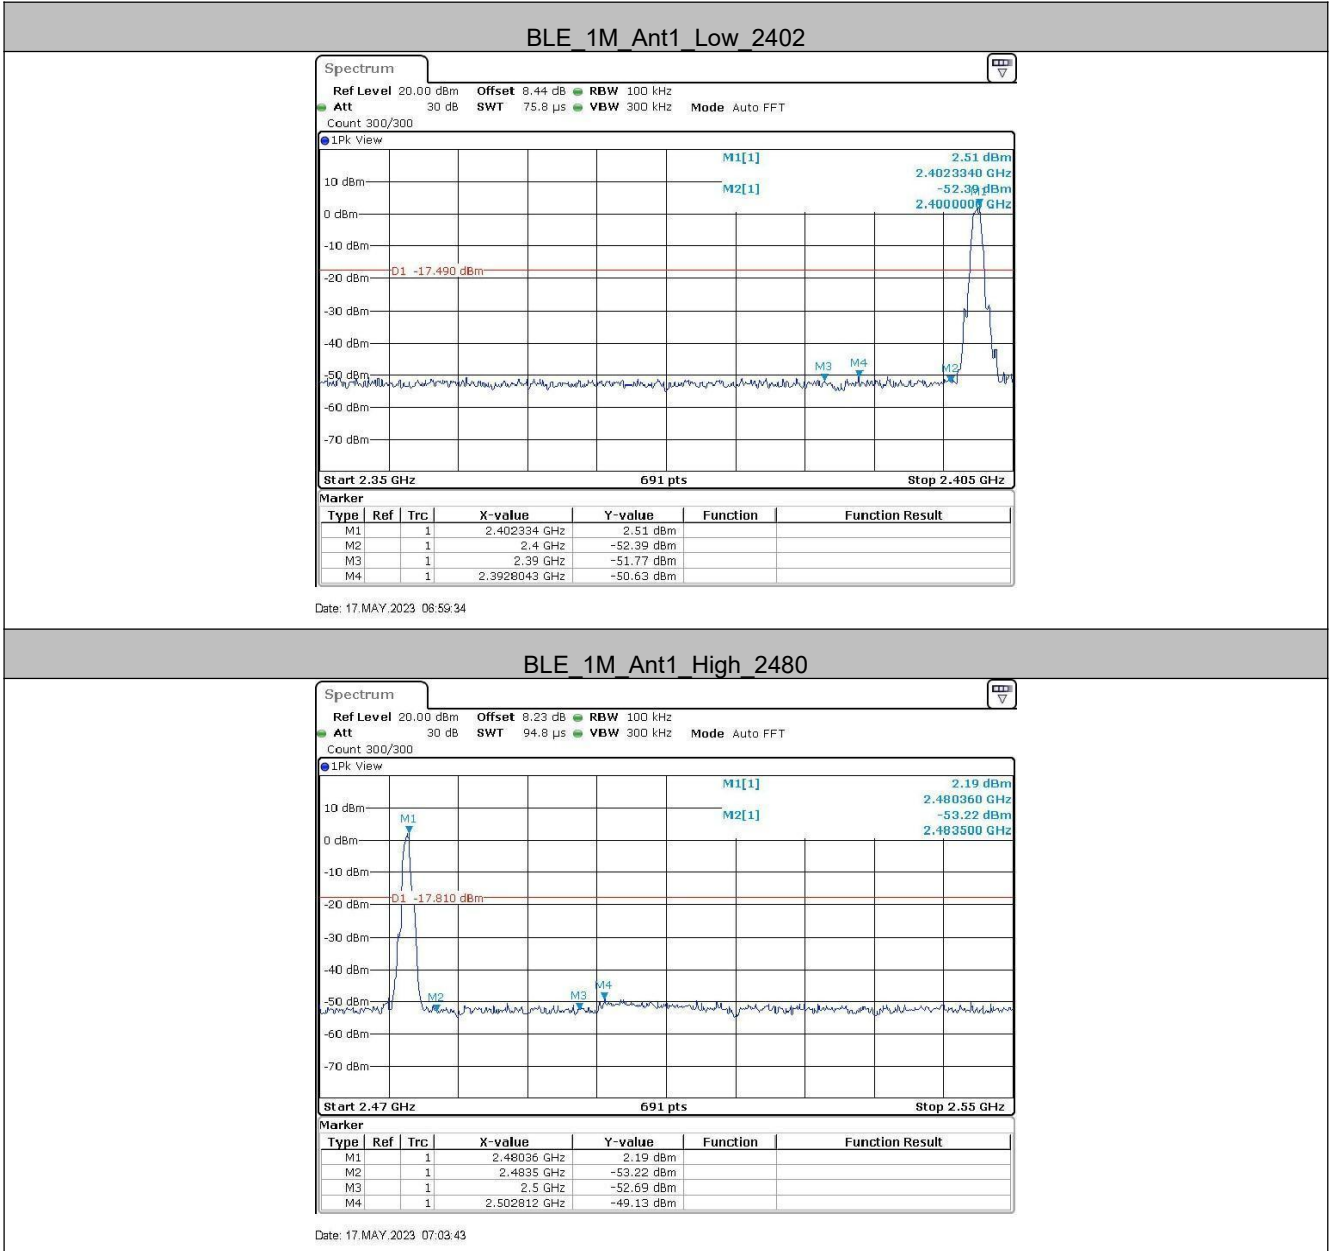 BLE_1M_Ant1_Low_2402
Spectrum
Ref Level 20.00 dBm Offset 8.44 dB RBW 100 kHz
Att 30 dB SWT 75.8 µs VBW 300 kHz Mode Auto FFT
Count 300/300
1Pk View
M1[1] 2.51 dBm
2.4023340 GHz
M2[1] -52.39 dBm
2.4000000 GHz
M1
10 dBm
0 dBm
-10 dBm
D1 -17.490 dBm
-20 dBm
-30 dBm
-40 dBm
M3 M4 M2
-50 dBm
-60 dBm
-70 dBm
Start 2.35 GHz 691 pts Stop 2.405 GHz
Marker
Type Ref Trc X-value Y-value Function Function Result
M1 1 2.402334 GHz 2.51 dBm
M2 1 2.4 GHz -52.39 dBm
M3 1 2.39 GHz -51.77 dBm
M4 1 2.3928043 GHz -50.63 dBm
Date: 17.MAY.2023 06:59:34
BLE_1M_Ant1_High_2480
Spectrum
Ref Level 20.00 dBm Offset 8.23 dB RBW 100 kHz
Att 30 dB SWT 94.8 µs VBW 300 kHz Mode Auto FFT
Count 300/300
1Pk View
M1[1] 2.19 dBm
2.480360 GHz
M2[1] -53.22 dBm
2.483500 GHz
10 dBm
M1
0 dBm
-10 dBm
D1 -17.810 dBm
-20 dBm
-30 dBm
-40 dBm
M2 M3 M4
-50 dBm
-60 dBm
-70 dBm
Start 2.47 GHz 691 pts Stop 2.55 GHz
Marker
Type Ref Trc X-value Y-value Function Function Result
M1 1 2.48036 GHz 2.19 dBm
M2 1 2.4835 GHz -53.22 dBm
M3 1 2.5 GHz -52.69 dBm
M4 1 2.502812 GHz -49.13 dBm
Date: 17.MAY.2023 07:03:43